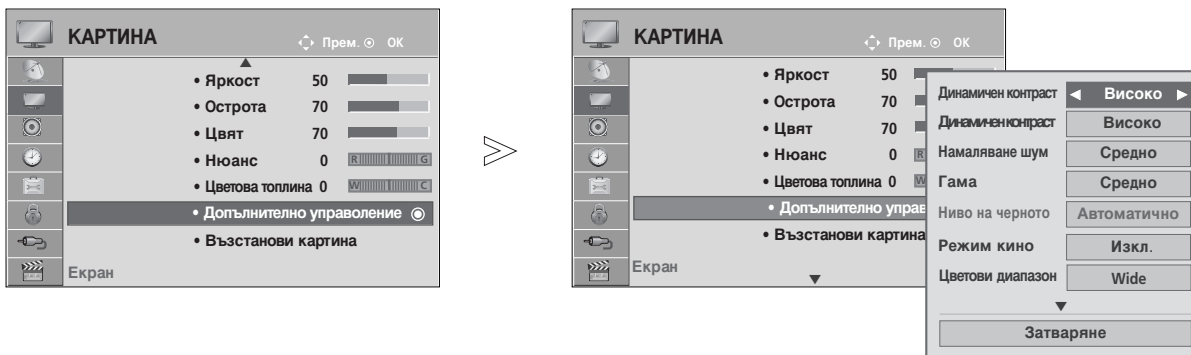 КАРТИНА
Прем. ОК
• Яркост 50
• Острота 70
• Цвят 70
• Нюанс 0 R G
• Цветова топлина 0 W C
• Допълнително управоление
• Възстанови картина
Екран
КАРТИНА
Прем. ОК
• Яркост 50
• Острота 70
• Цвят 70
• Нюанс 0 R
• Цветова топлина 0 W
• Допълнително управ
• Възстанови картина
Екран
Динамичен контраст Високо
Динамичен контраст Високо
Намаляване шум Средно
Гама Средно
Ниво на черното Автоматично
Режим кино Изкл.
Цветови диапазон Wide
Затваряне